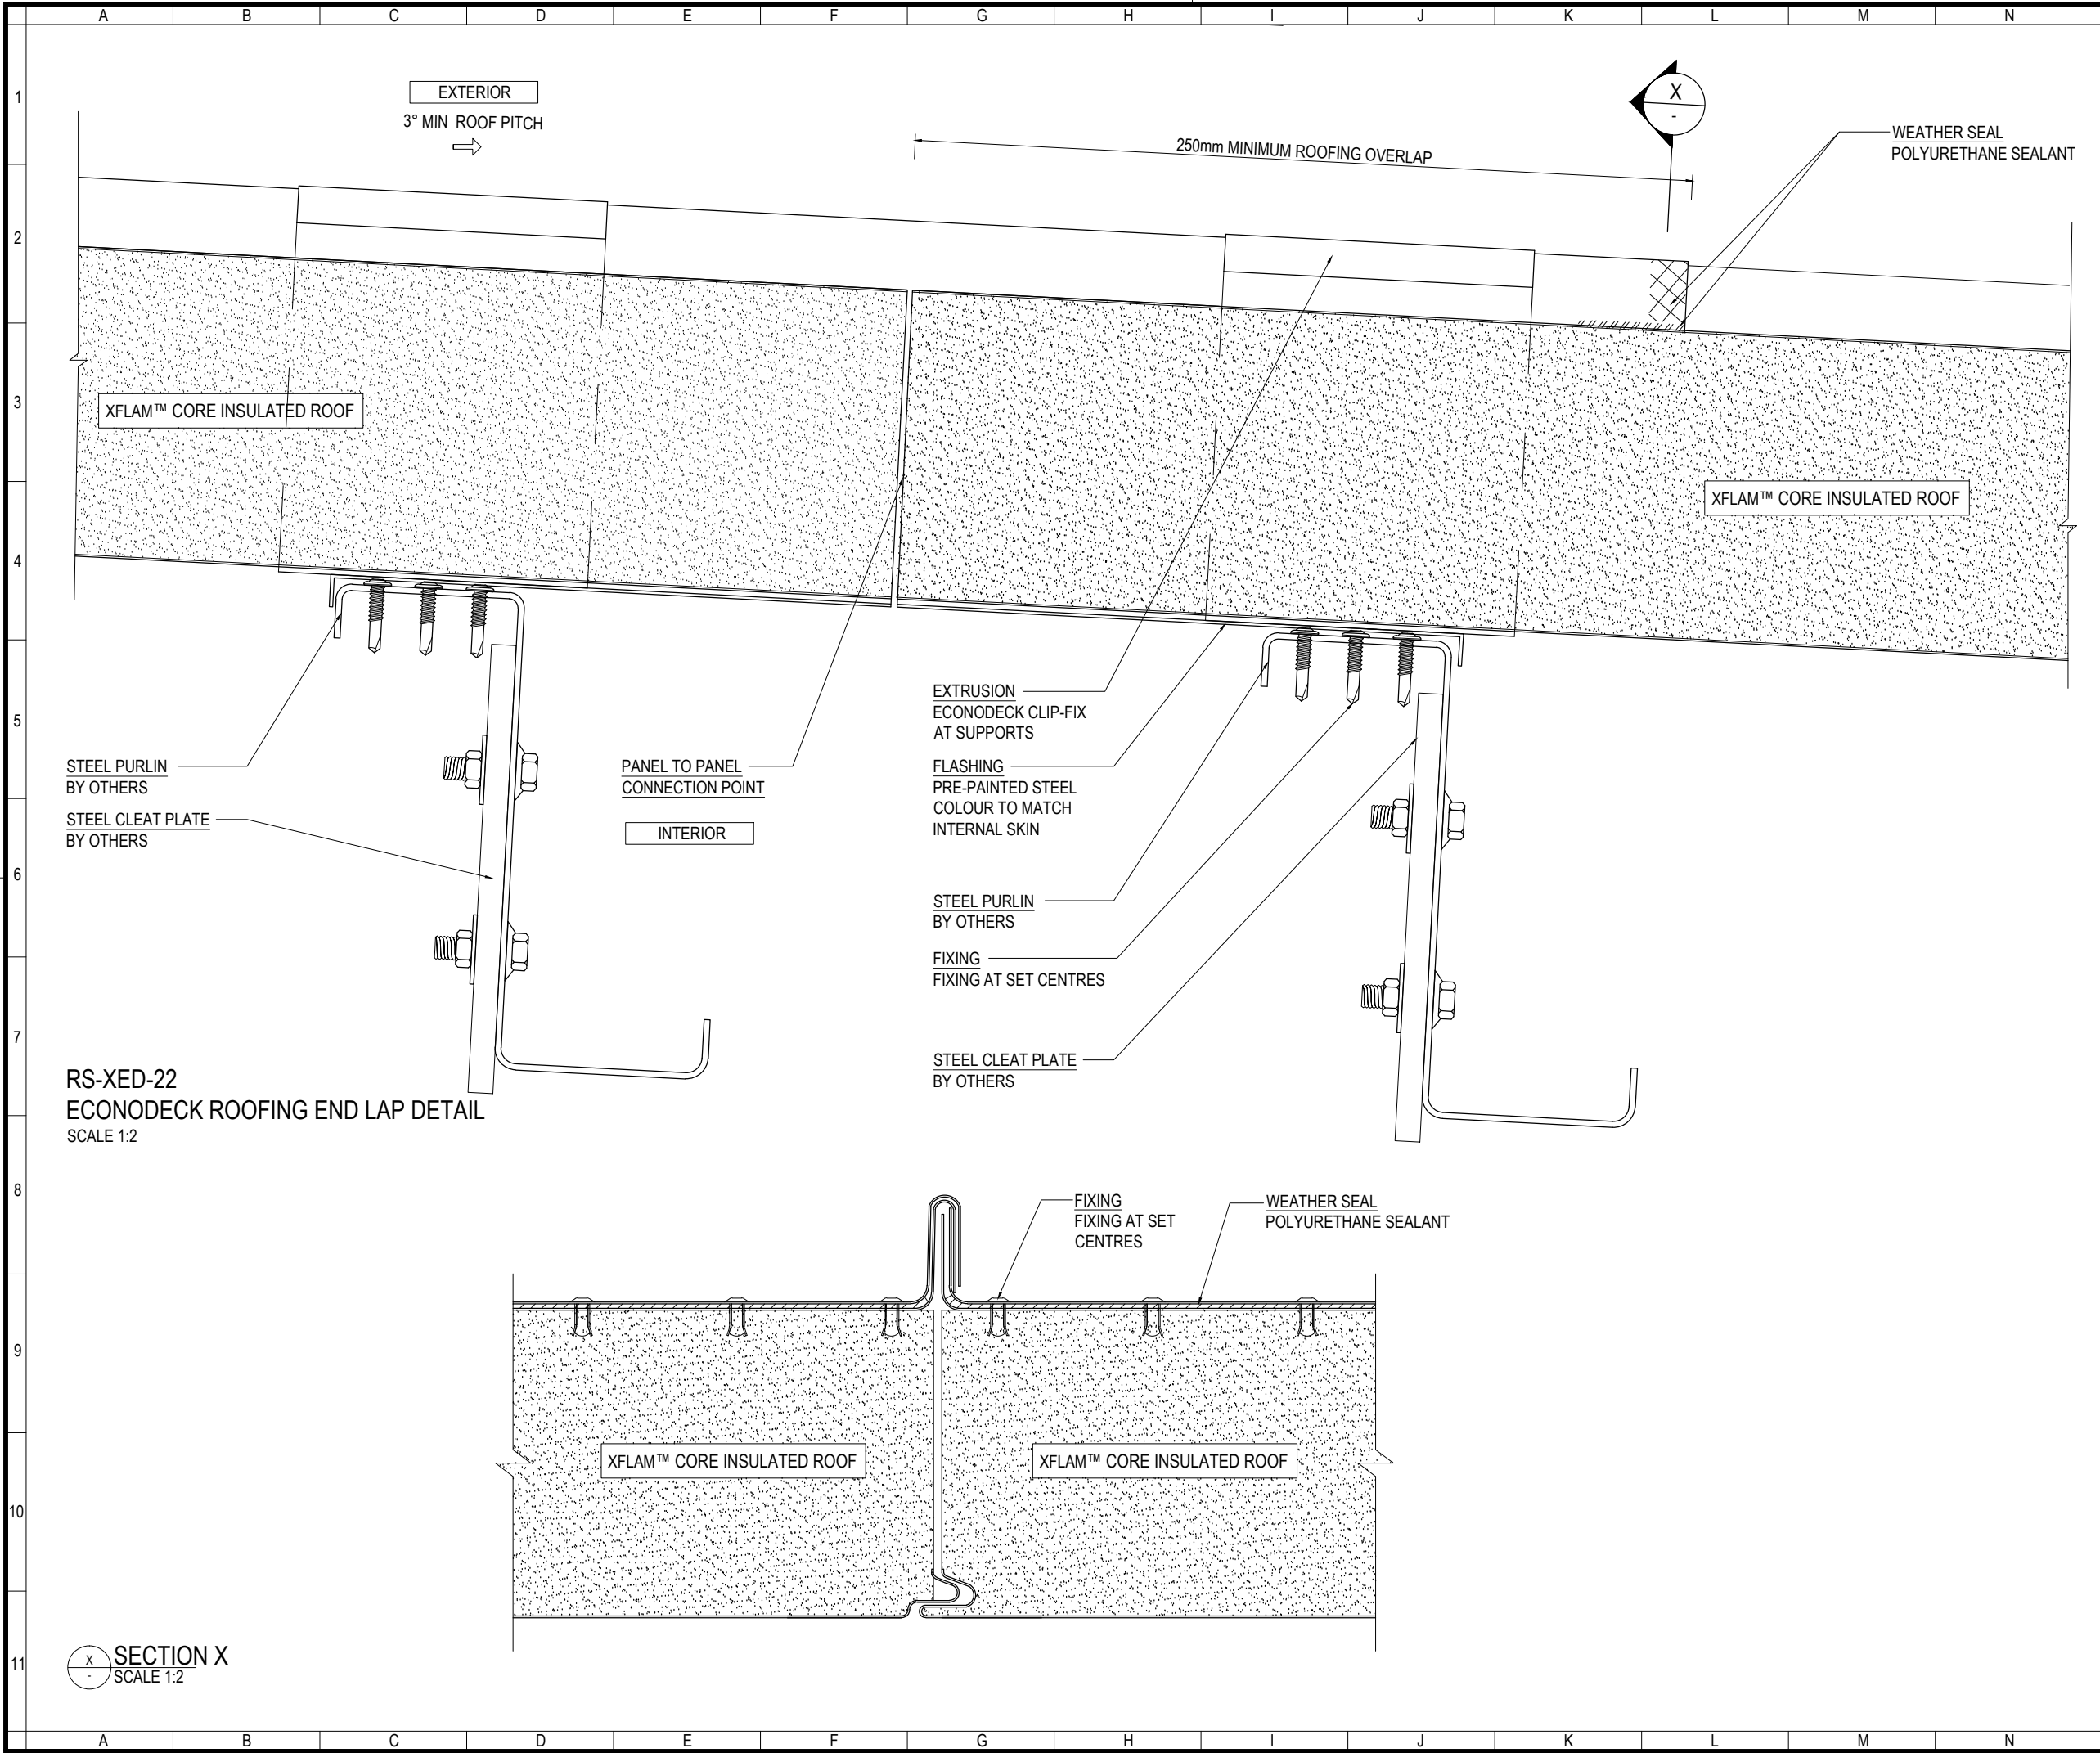 A B C D E F G H I J K L M N
1
2
3
4
5
6
7
8
9
10
11
EXTERIOR
3° MIN ROOF PITCH
250mm MINIMUM ROOFING OVERLAP
X
-
WEATHER SEAL
POLYURETHANE SEALANT
XFLAM™ CORE INSULATED ROOF
XFLAM™ CORE INSULATED ROOF
STEEL PURLIN
BY OTHERS
STEEL CLEAT PLATE
BY OTHERS
PANEL TO PANEL
CONNECTION POINT
INTERIOR
EXTRUSION
ECONODECK CLIP-FIX
AT SUPPORTS
FLASHING
PRE-PAINTED STEEL
COLOUR TO MATCH
INTERNAL SKIN
STEEL PURLIN
BY OTHERS
FIXING
FIXING AT SET CENTRES
STEEL CLEAT PLATE
BY OTHERS
RS-XED-22
ECONODECK ROOFING END LAP DETAIL
SCALE 1:2
FIXING
FIXING AT SET
CENTRES
WEATHER SEAL
POLYURETHANE SEALANT
XFLAM™ CORE INSULATED ROOF
XFLAM™ CORE INSULATED ROOF
X
-
SECTION X
SCALE 1:2
A B C D E F G H I J K L M N